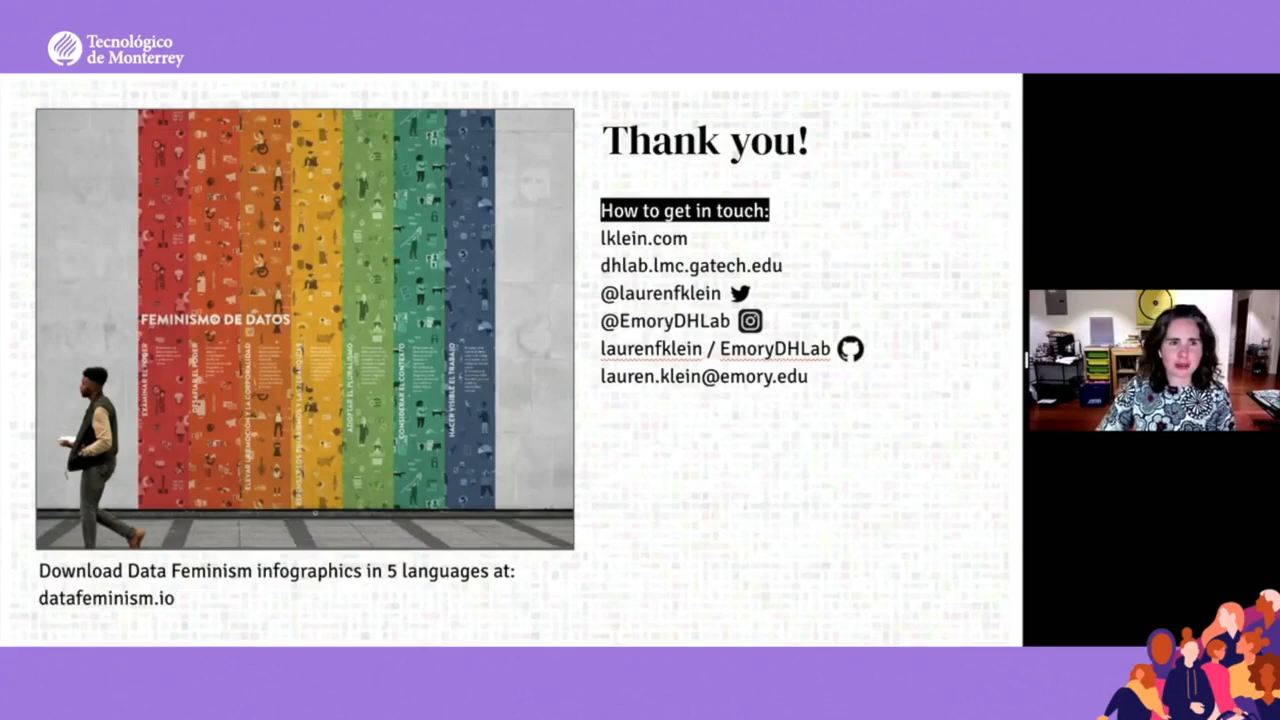 Tecnológico
de Monterrey
FEMINISMO DE DATOS
EXAMINAR EL PODER
DESAFIAR EL PODER
ELEVAR LA EMOCIÓN Y LA CORPORALIDAD
ADOPTAR EL PLURALISMO
CONSIDERAR EL CONTEXTO
HACER VISIBLE EL TRABAJO
Download Data Feminism infographics in 5 languages at:
datafeminism.io
Thank you!
How to get in touch:
lklein.com
dhlab.lmc.gatech.edu
@laurenfklein
@EmoryDHLab
laurenfklein / EmoryDHLab
lauren.klein@emory.edu